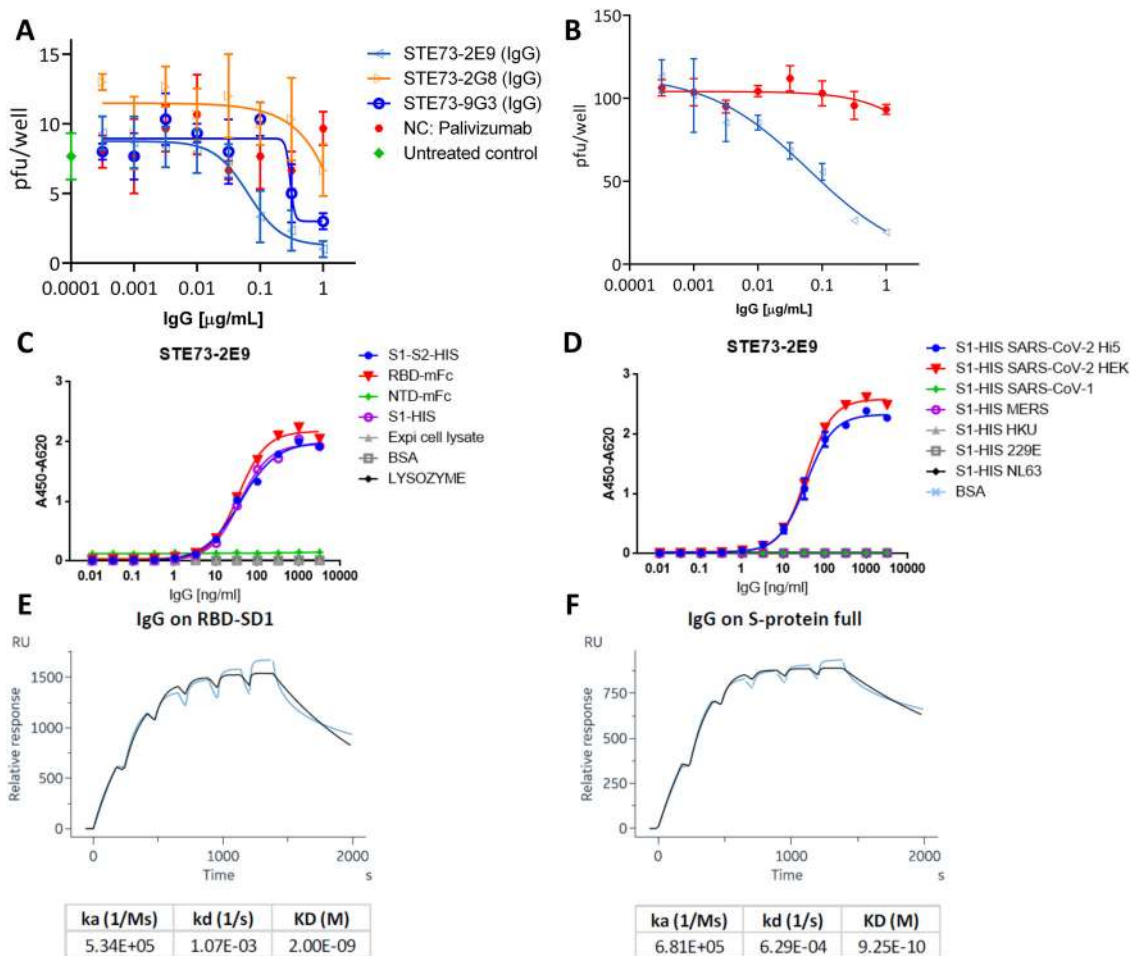 A
15
10
5
0
pfu/well
0.0001 0.001 0.01 0.1 1
IgG [μg/mL]
STE73-2E9 (IgG)
STE73-2G8 (IgG)
STE73-9G3 (IgG)
NC: Palivizumab
Untreated control
B
150
100
50
0
pfu/well
0.0001 0.001 0.01 0.1 1
IgG [μg/mL]
C
STE73-2E9
3
2
1
0
A450-A620
0.01 0.1 1 10 100 1000 10000
IgG [ng/ml]
S1-S2-HIS
RBD-mFc
NTD-mFc
S1-HIS
Expi cell lysate
BSA
LYSOZYME
D
STE73-2E9
3
2
1
0
A450-A620
0.01 0.1 1 10 100 1000 10000
IgG [ng/ml]
S1-HIS SARS-CoV-2 Hi5
S1-HIS SARS-CoV-2 HEK
S1-HIS SARS-CoV-1
S1-HIS MERS
S1-HIS HKU
S1-HIS 229E
S1-HIS NL63
BSA
E
IgG on RBD-SD1
RU
1500
1000
500
0
Relative response
0 1000 2000
Time s
ka (1/Ms) kd (1/s) KD (M)
5.34E+05 1.07E-03 2.00E-09
F
IgG on S-protein full
RU
750
500
250
0
Relative response
0 1000 2000
Time s
ka (1/Ms) kd (1/s) KD (M)
6.81E+05 6.29E-04 9.25E-10